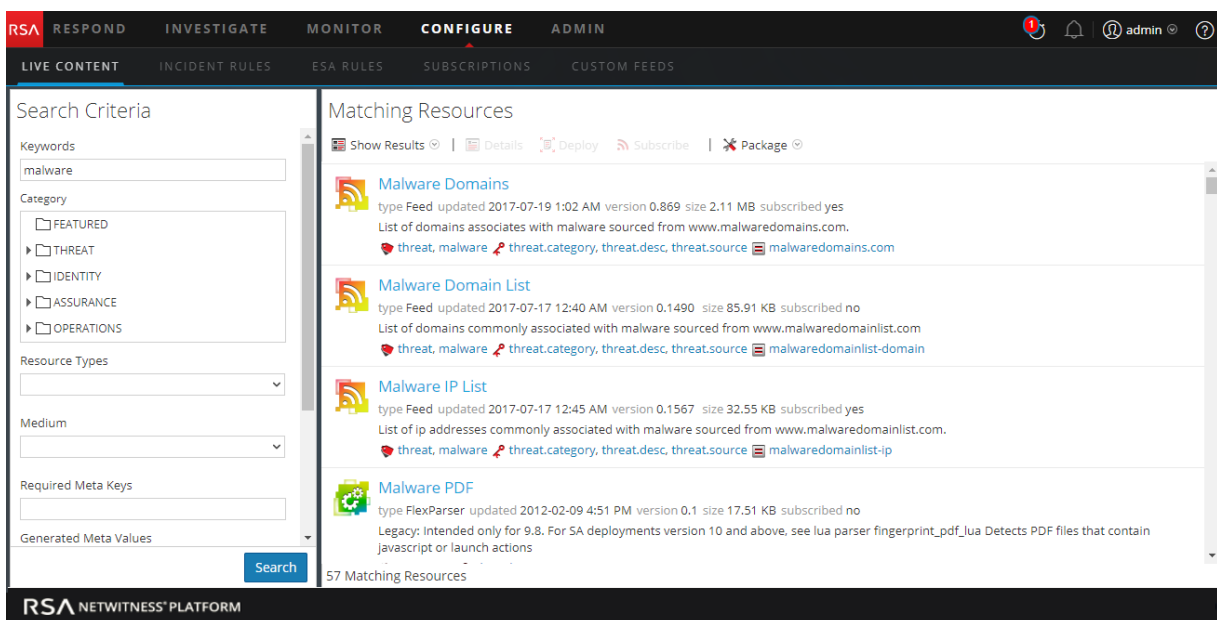 RSA RESPOND INVESTIGATE MONITOR CONFIGURE ADMIN 1 admin ?
LIVE CONTENT INCIDENT RULES ESA RULES SUBSCRIPTIONS CUSTOM FEEDS
Search Criteria
Keywords
malware
Category
FEATURED
THREAT
IDENTITY
ASSURANCE
OPERATIONS
Resource Types
Medium
Required Meta Keys
Generated Meta Values
Search
Matching Resources
Show Results | Details Deploy Subscribe | Package
Malware Domains
type Feed updated 2017-07-19 1:02 AM version 0.869 size 2.11 MB subscribed yes
List of domains associates with malware sourced from www.malwaredomains.com.
threat, malware threat.category, threat.desc, threat.source malwaredomains.com
Malware Domain List
type Feed updated 2017-07-17 12:40 AM version 0.1490 size 85.91 KB subscribed no
List of domains commonly associated with malware sourced from www.malwaredomainlist.com
threat, malware threat.category, threat.desc, threat.source malwaredomainlist-domain
Malware IP List
type Feed updated 2017-07-17 12:45 AM version 0.1567 size 32.55 KB subscribed yes
List of ip addresses commonly associated with malware sourced from www.malwaredomainlist.com.
threat, malware threat.category, threat.desc, threat.source malwaredomainlist-ip
Malware PDF
type FlexParser updated 2012-02-09 4:51 PM version 0.1 size 17.51 KB subscribed no
Legacy: Intended only for 9.8. For SA deployments version 10 and above, see lua parser fingerprint_pdf_lua Detects PDF files that contain
javascript or launch actions
57 Matching Resources
RSA NETWITNESS® PLATFORM